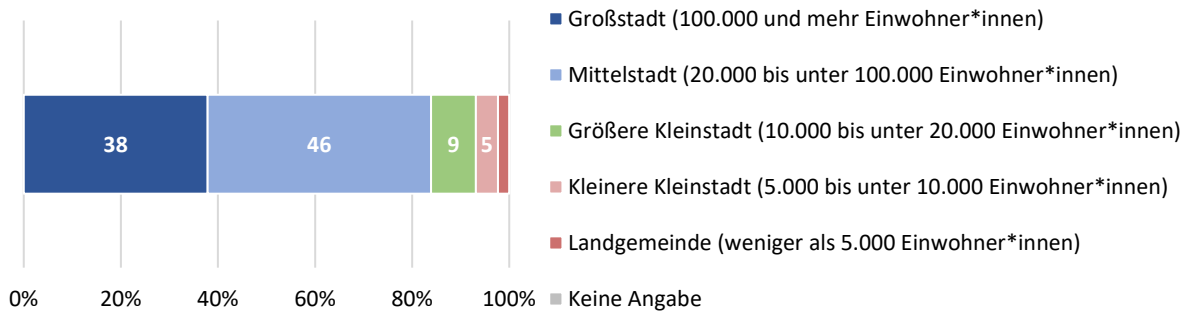 Großstadt (100.000 und mehr Einwohner*innen)
Mittelstadt (20.000 bis unter 100.000 Einwohner*innen)
Größere Kleinstadt (10.000 bis unter 20.000 Einwohner*innen)
Kleinere Kleinstadt (5.000 bis unter 10.000 Einwohner*innen)
Landgemeinde (weniger als 5.000 Einwohner*innen)
Keine Angabe
38 46 9 5
0% 20% 40% 60% 80% 100%